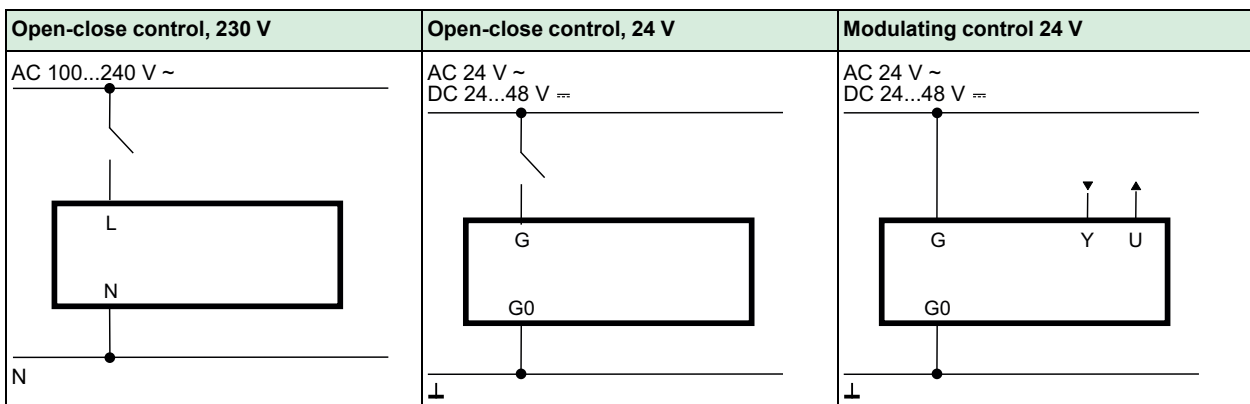 Open-close control, 230 V
Open-close control, 24 V
Modulating control 24 V
AC 100...240 V ~
L
N
N
AC 24 V ~
DC 24...48 V ⎓
G
G0
AC 24 V ~
DC 24...48 V ⎓
G Y U
G0